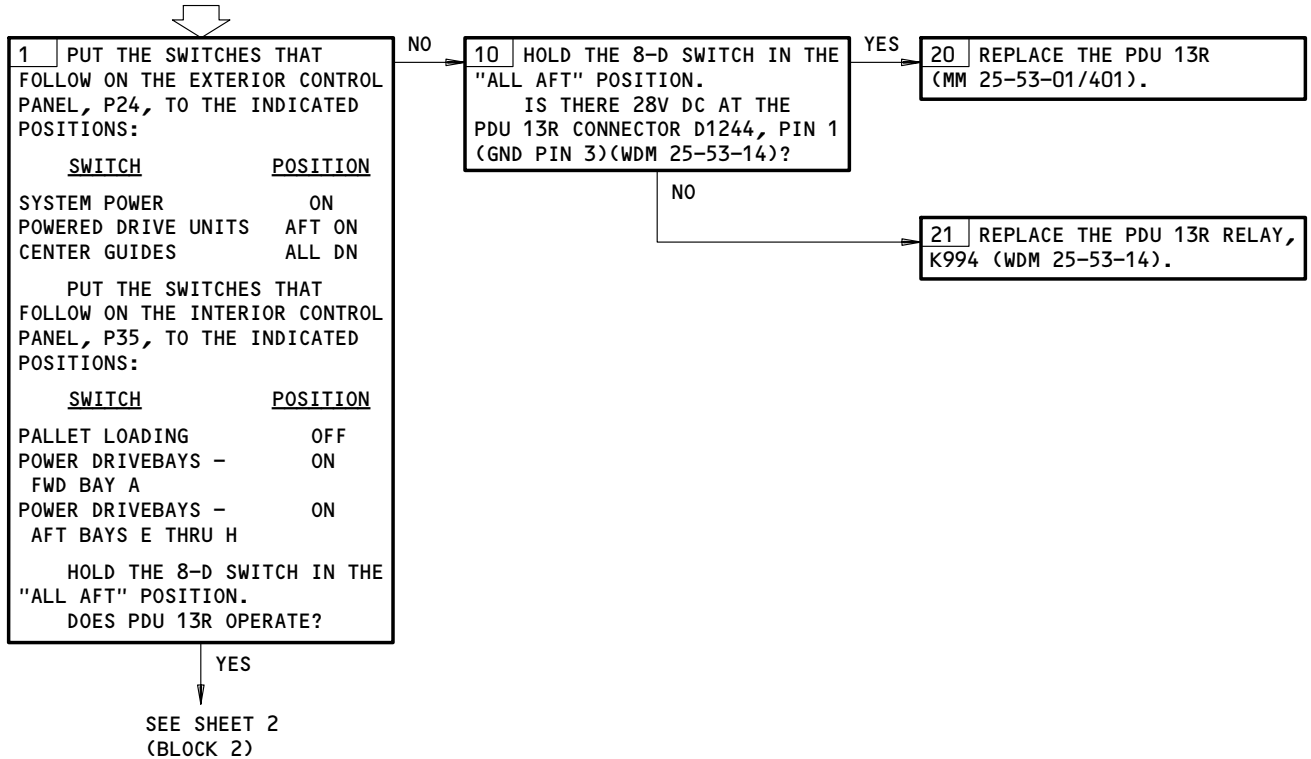 1 PUT THE SWITCHES THAT
FOLLOW ON THE EXTERIOR CONTROL
PANEL, P24, TO THE INDICATED
POSITIONS:
SWITCH POSITION
SYSTEM POWER ON
POWERED DRIVE UNITS AFT ON
CENTER GUIDES ALL DN
PUT THE SWITCHES THAT
FOLLOW ON THE INTERIOR CONTROL
PANEL, P35, TO THE INDICATED
POSITIONS:
SWITCH POSITION
PALLET LOADING OFF
POWER DRIVEBAYS – ON
FWD BAY A
POWER DRIVEBAYS – ON
AFT BAYS E THRU H
HOLD THE 8-D SWITCH IN THE
"ALL AFT" POSITION.
DOES PDU 13R OPERATE?
NO
10 HOLD THE 8-D SWITCH IN THE
"ALL AFT" POSITION.
IS THERE 28V DC AT THE
PDU 13R CONNECTOR D1244, PIN 1
(GND PIN 3)(WDM 25-53-14)?
YES
20 REPLACE THE PDU 13R
(MM 25-53-01/401).
NO
21 REPLACE THE PDU 13R RELAY,
K994 (WDM 25-53-14).
YES
SEE SHEET 2
(BLOCK 2)